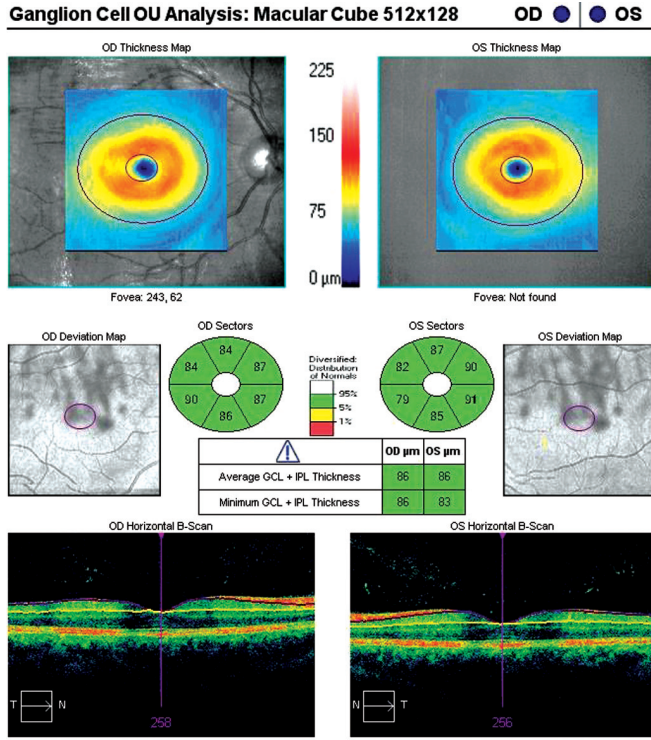 Ganglion Cell OU Analysis: Macular Cube 512x128 OD OS
OD Thickness Map
OS Thickness Map
225
150
75
0 µm
Fovea: 243, 62
Fovea: Not found
OD Deviation Map
OD Sectors
OS Sectors
OS Deviation Map
84
84 87
90 87
86
87
82 90
79 91
85
Diversified:
Distribution
of Normals
95%
5%
1%
OD µm OS µm
Average GCL + IPL Thickness 86 86
Minimum GCL + IPL Thickness 86 83
OD Horizontal B-Scan
OS Horizontal B-Scan
T N
258
N T
256